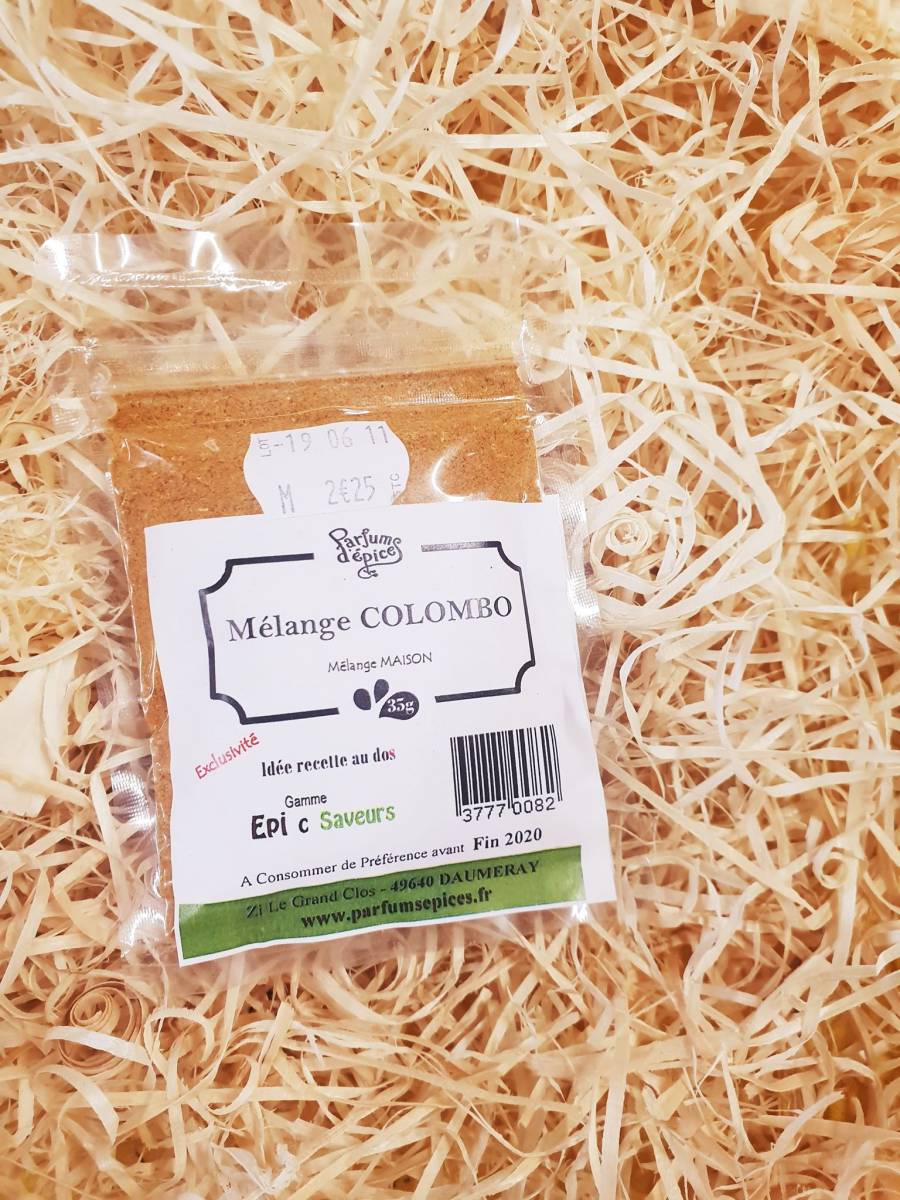 5-19 06 11
M 2€25 TTC
Parfums
d'épices
Mélange COLOMBO
Mélange MAISON
35g
Exclusivité
Idée recette au dos
Gamme
Epi c Saveurs
3777 0082
A Consommer de Préférence avant Fin 2020
Zi Le Grand Clos - 49640 DAUMERAY
www.parfumsepices.fr